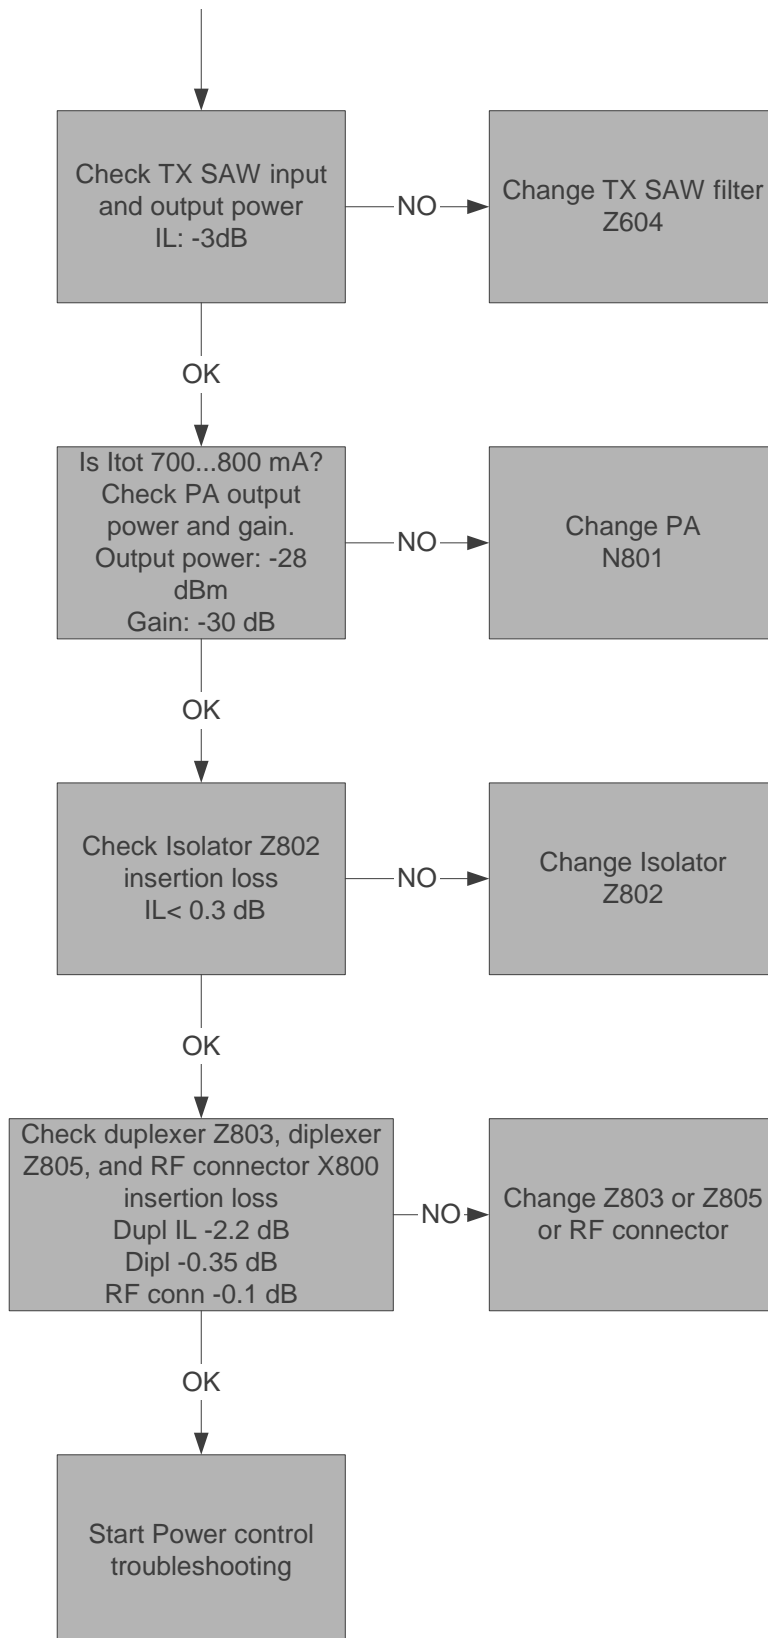 Check TX SAW input
and output power
IL: -3dB
NO
Change TX SAW filter
Z604
OK
Is Itot 700...800 mA?
Check PA output
power and gain.
Output power: -28
dBm
Gain: -30 dB
NO
Change PA
N801
OK
Check Isolator Z802
insertion loss
IL< 0.3 dB
NO
Change Isolator
Z802
OK
Check duplexer Z803, diplexer
Z805, and RF connector X800
insertion loss
Dupl IL -2.2 dB
Dipl -0.35 dB
RF conn -0.1 dB
NO
Change Z803 or Z805
or RF connector
OK
Start Power control
troubleshooting